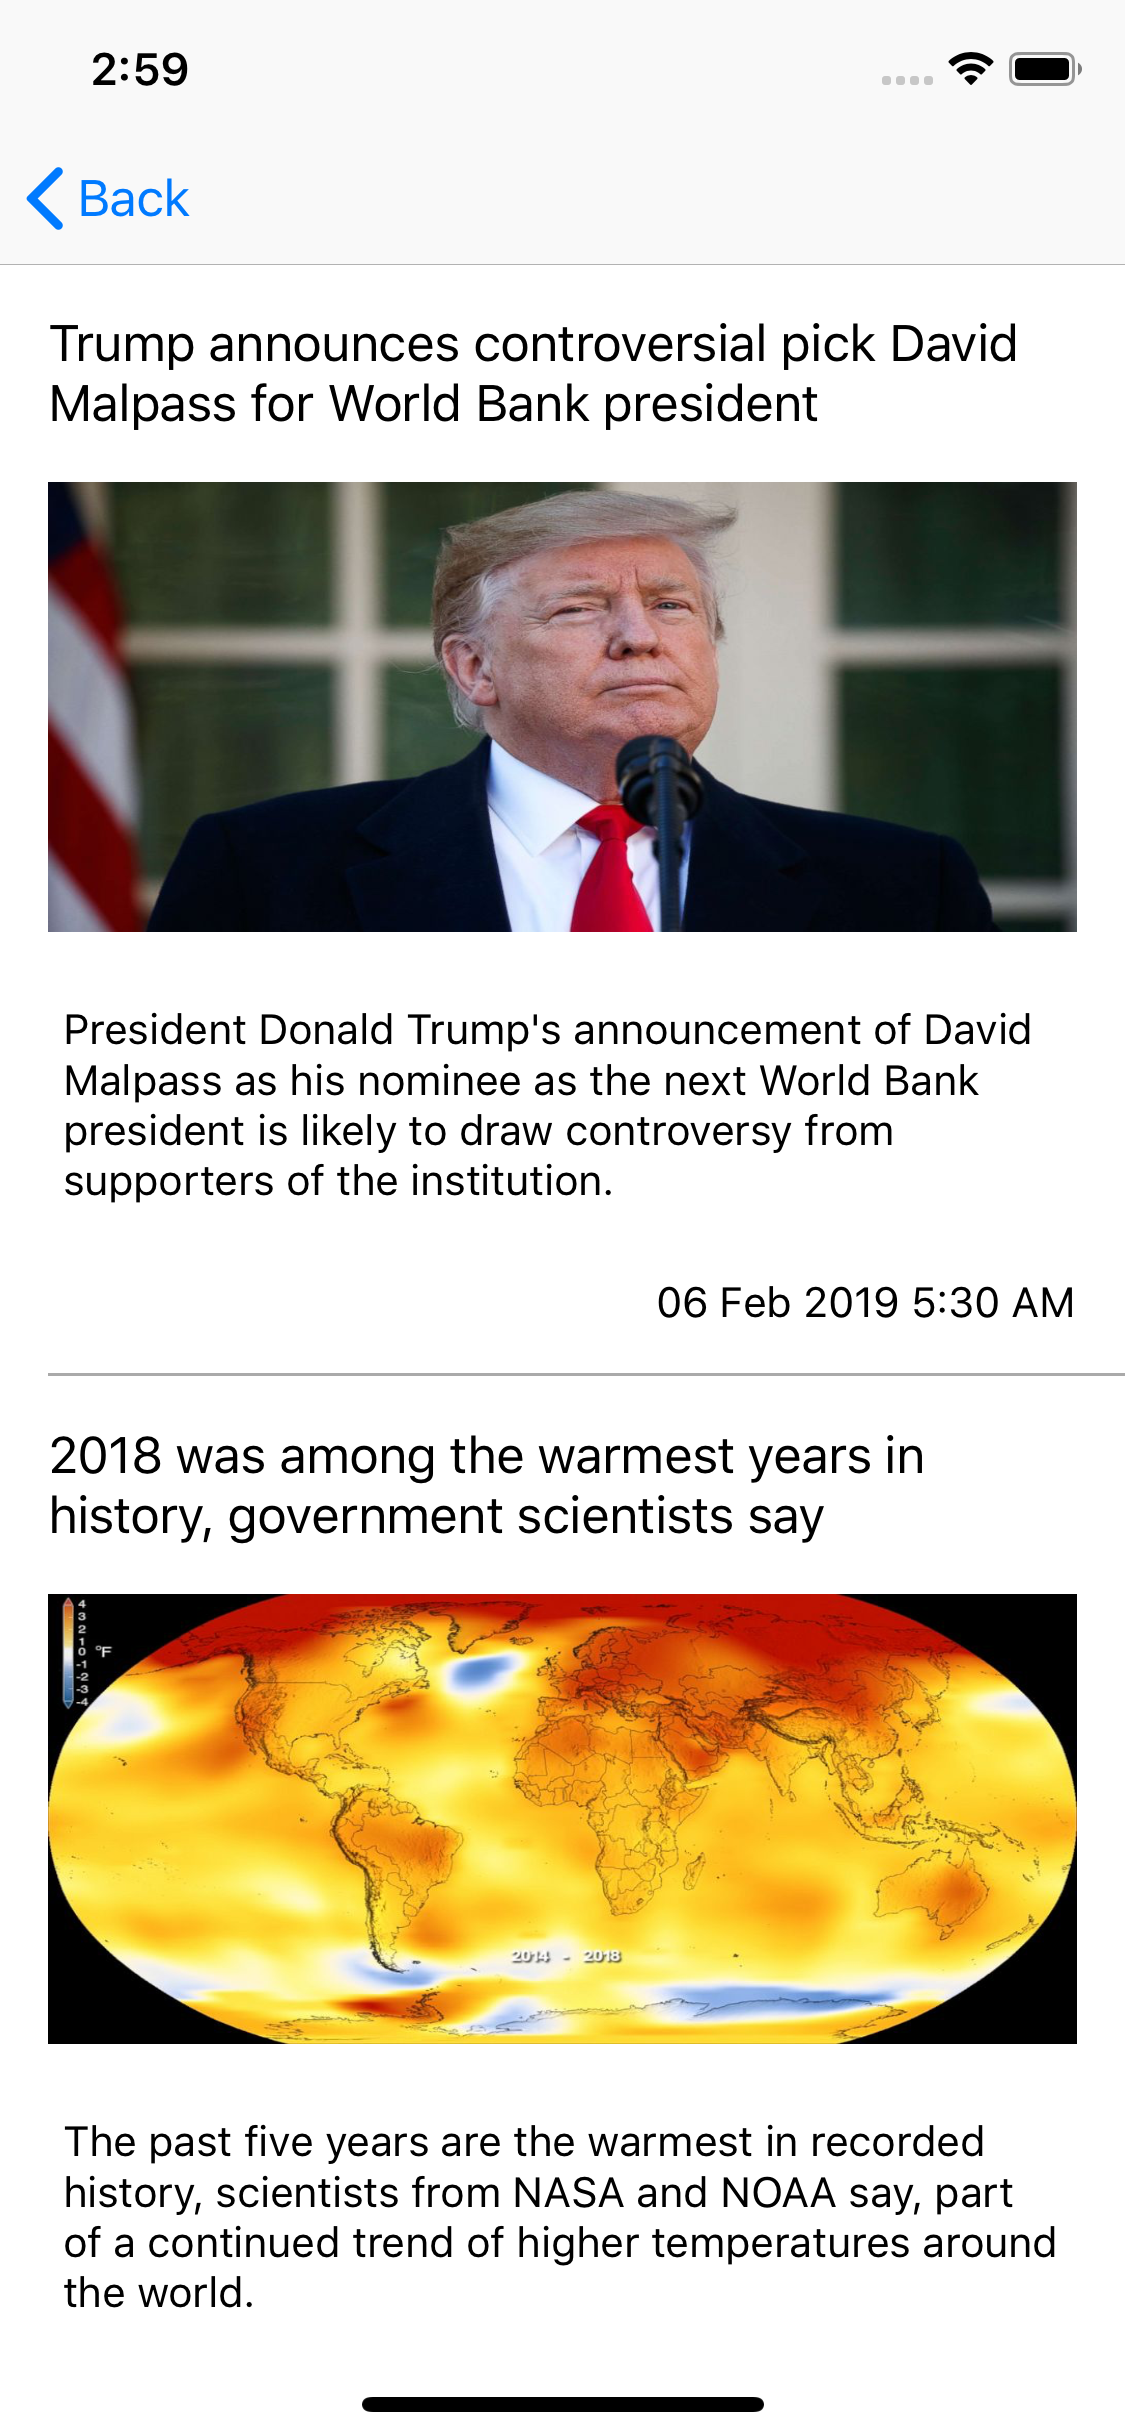 2:59
Back
Trump announces controversial pick David
Malpass for World Bank president
President Donald Trump's announcement of David
Malpass as his nominee as the next World Bank
president is likely to draw controversy from
supporters of the institution.
06 Feb 2019 5:30 AM
2018 was among the warmest years in
history, government scientists say
4
3
2
1
0 °F
-1
-2
-3
-4
2014 - 2018
The past five years are the warmest in recorded
history, scientists from NASA and NOAA say, part
of a continued trend of higher temperatures around
the world.